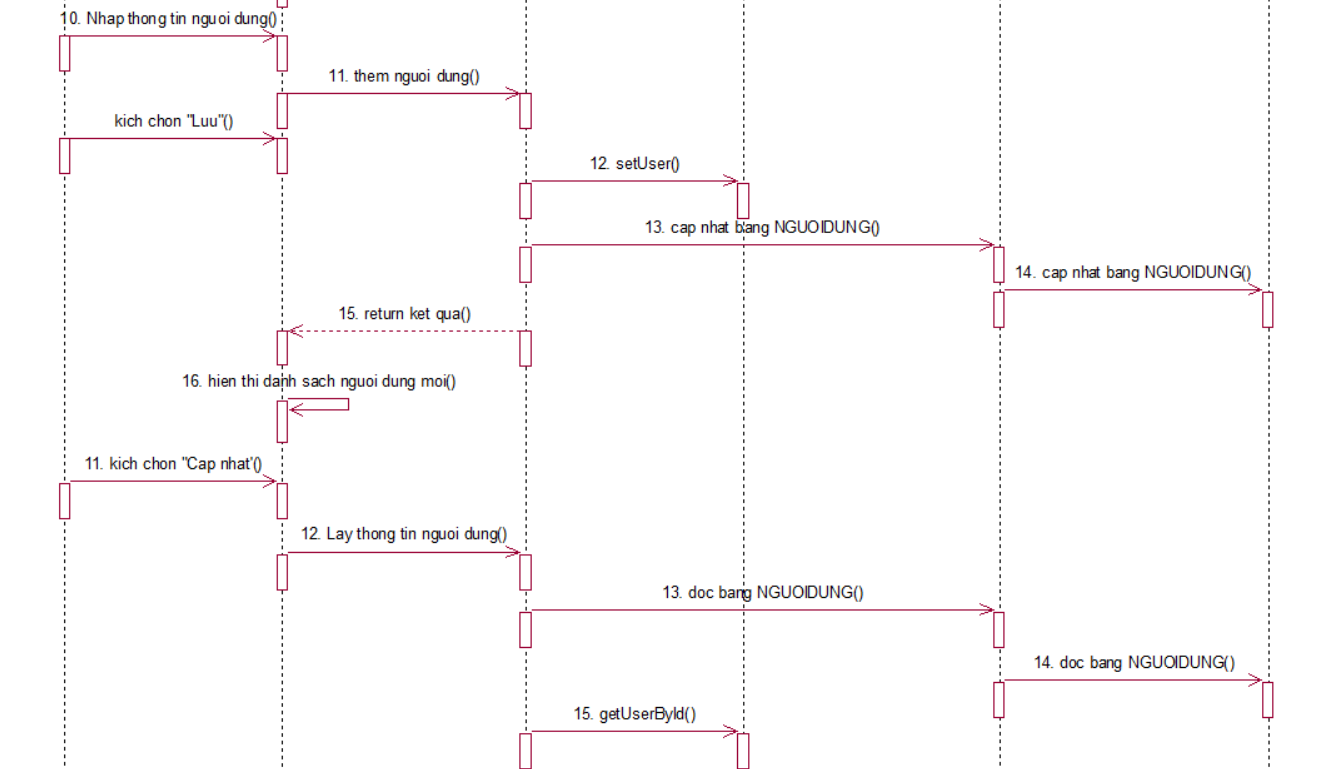 10. Nhap thong tin nguoi dung()
11. them nguoi dung()
kich chon "Luu"()
12. setUser()
13. cap nhat bang NGUOIDUNG()
14. cap nhat bang NGUOIDUNG()
15. return ket qua()
16. hien thi danh sach nguoi dung moi()
11. kich chon "Cap nhat'()
12. Lay thong tin nguoi dung()
13. doc bang NGUOIDUNG()
14. doc bang NGUOIDUNG()
15. getUserById()